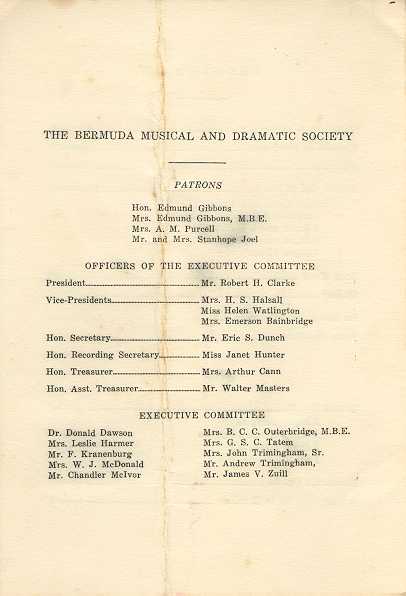 THE BERMUDA MUSICAL AND DRAMATIC SOCIETY
PATRONS
Hon. Edmund Gibbons
Mrs. Edmund Gibbons, M.B.E.
Mrs. A. M. Purcell
Mr. and Mrs. Stanhope Joel
OFFICERS OF THE EXECUTIVE COMMITTEE
President Mr. Robert H. Clarke
Vice-Presidents Mrs. H. S. Halsall
Miss Helen Watlington
Mrs. Emerson Bainbridge
Hon. Secretary Mr. Eric S. Dunch
Hon. Recording Secretary Miss Janet Hunter
Hon. Treasurer Mrs. Arthur Cann
Hon. Asst. Treasurer Mr. Walter Masters
EXECUTIVE COMMITTEE
Dr. Donald Dawson
Mrs. Leslie Harmer
Mr. F. Kranenburg
Mrs. W. J. McDonald
Mr. Chandler McIvor
Mrs. B. C. C. Outerbridge, M.B.E.
Mrs. G. S. C. Tatem
Mrs. John Trimingham, Sr.
Mr. Andrew Trimingham,
Mr. James V. Zuill